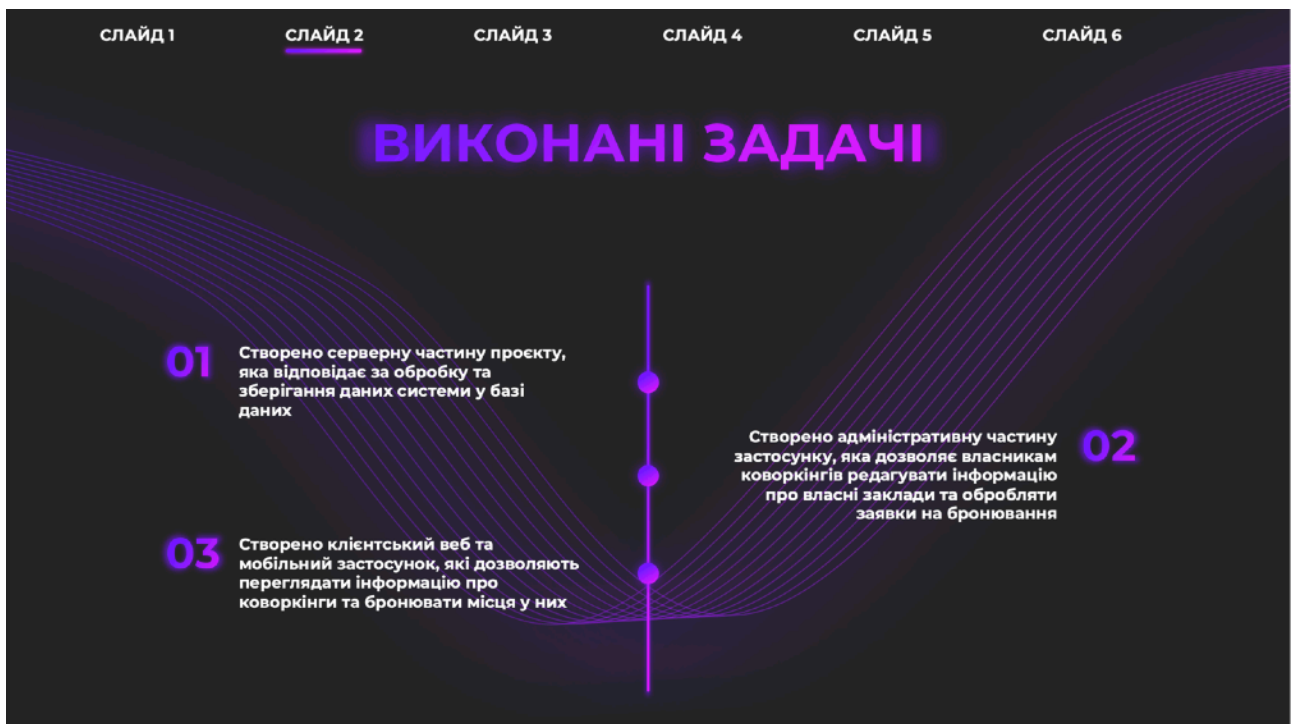 СЛАЙД 1
СЛАЙД 2
СЛАЙД 3
СЛАЙД 4
СЛАЙД 5
СЛАЙД 6
ВИКОНАНІ ЗАДАЧІ
01
Створено серверну частину проєкту,
яка відповідає за обробку та
зберігання даних системи у базі
даних
02
Створено адміністративну частину
застосунку, яка дозволяє власникам
коворкінгів редагувати інформацію
про власні заклади та обробляти
заявки на бронювання
03
Створено клієнтський веб та
мобільний застосунок, які дозволяють
переглядати інформацію про
коворкінги та бронювати місця у них